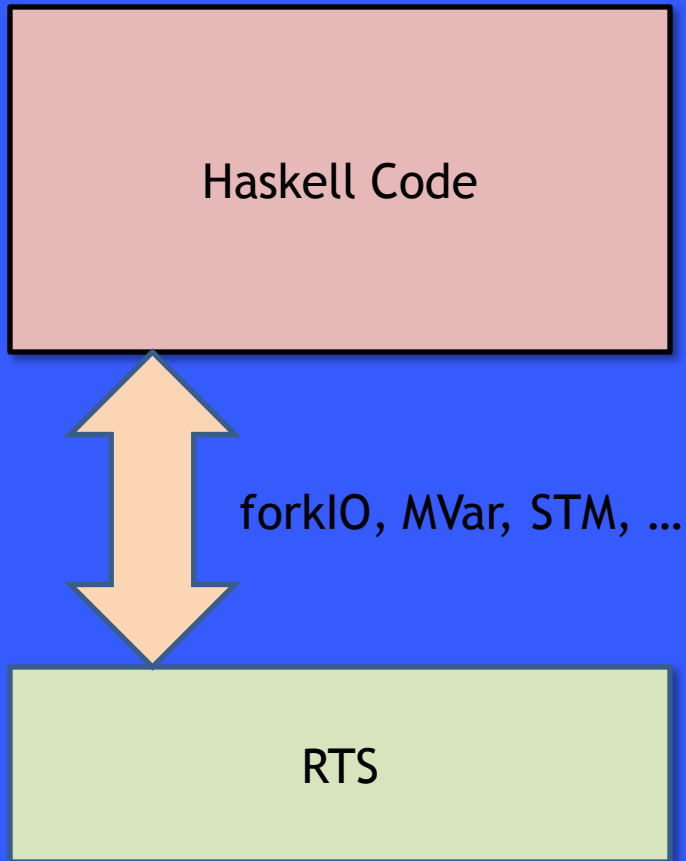 Haskell Code
forkIO, MVar, STM, …
RTS